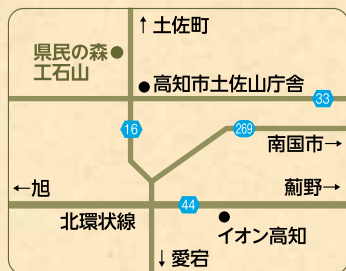 ↑土佐町
県民の森
工石山
高知市土佐山庁舎
33
16
269
南国市→
←旭
薊野→
44
北環状線
イオン高知
↓愛宕